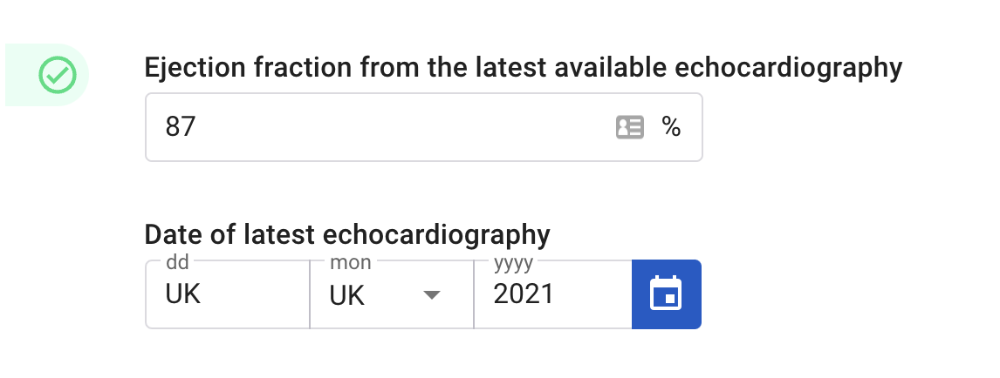 Ejection fraction from the latest available echocardiography
87 %
Date of latest echocardiography
dd mon yyyy
UK UK 2021